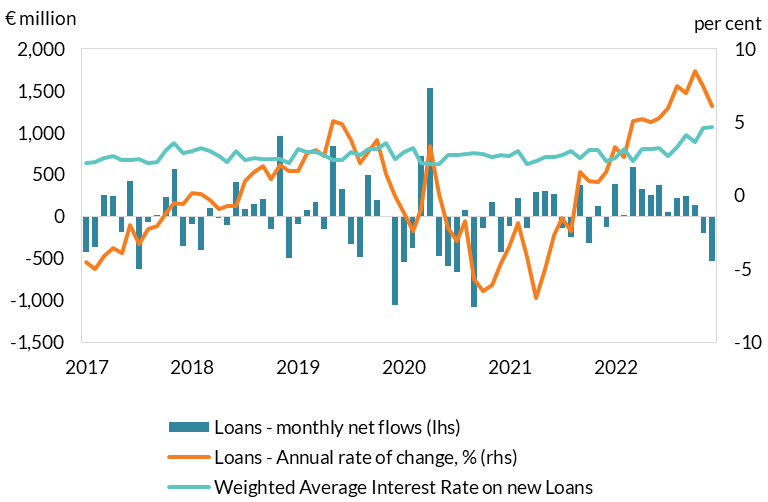 € million
per cent
2,000
10
1,500
1,000
5
500
0
0
-500
-5
-1,000
-1,500
-10
2017 2018 2019 2020 2021 2022
Loans - monthly net flows (lhs)
Loans - Annual rate of change, % (rhs)
Weighted Average Interest Rate on new Loans